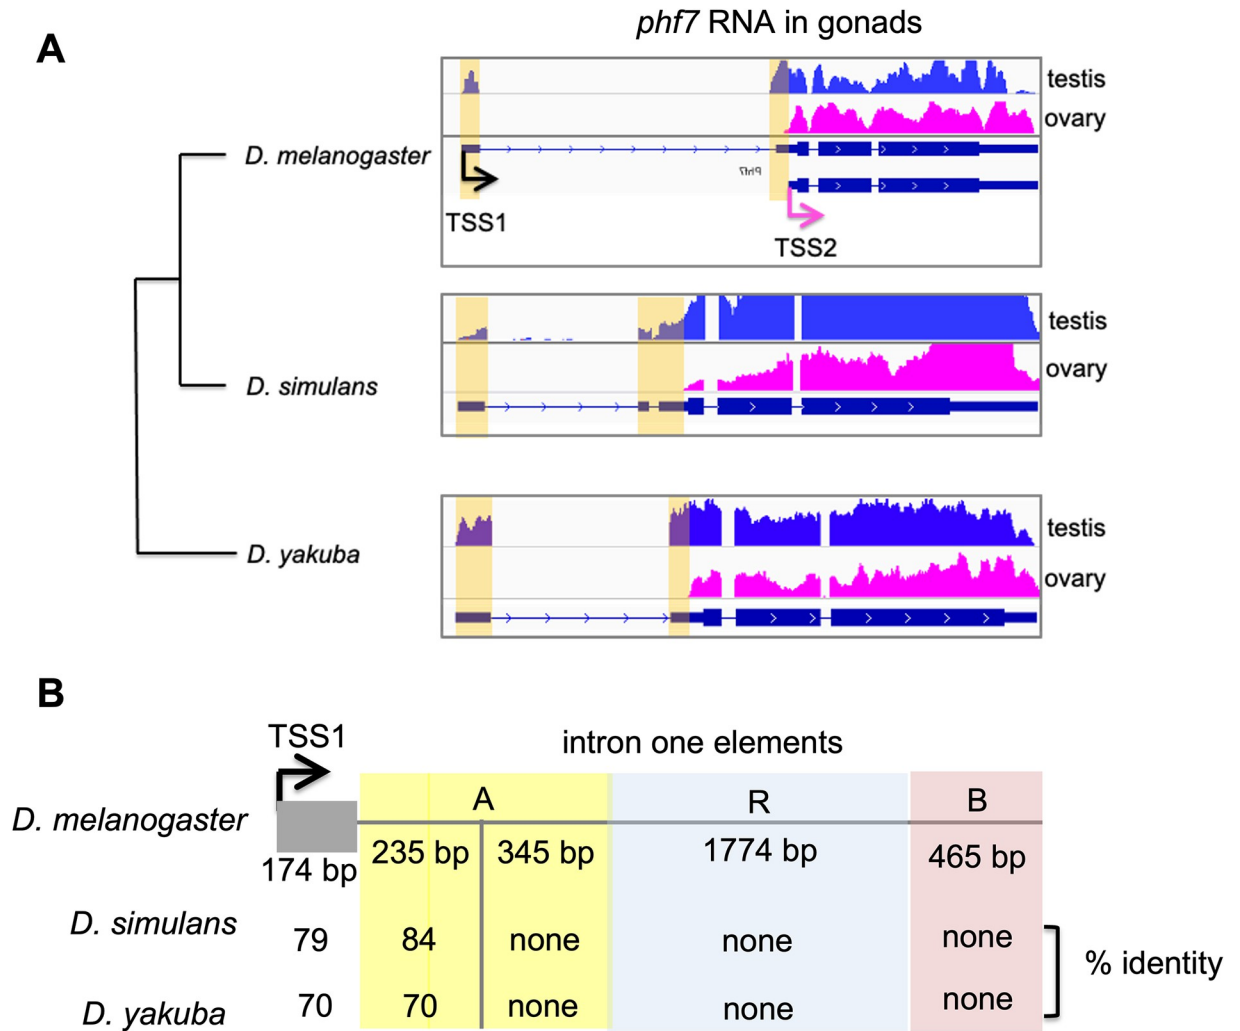 A
phf7 RNA in gonads
testis
ovary
D. melanogaster
Phf7
TSS1
TSS2
testis
ovary
D. simulans
testis
D. yakuba
ovary
B
TSS1
intron one elements
A R B
D. melanogaster
174 bp 235 bp 345 bp 1774 bp 465 bp
D. simulans 79 84 none none none
% identity
D. yakuba 70 70 none none none